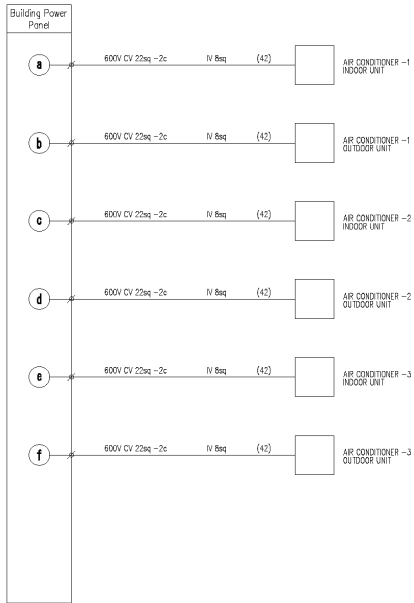 Building Power
Panel
a 600V CV 22sq -2c IV 8sq (42) AIR CONDITIONER -1
INDOOR UNIT
b 600V CV 22sq -2c IV 8sq (42) AIR CONDITIONER -1
OUTDOOR UNIT
c 600V CV 22sq -2c IV 8sq (42) AIR CONDITIONER -2
INDOOR UNIT
d 600V CV 22sq -2c IV 8sq (42) AIR CONDITIONER -2
OUTDOOR UNIT
e 600V CV 22sq -2c IV 8sq (42) AIR CONDITIONER -3
INDOOR UNIT
f 600V CV 22sq -2c IV 8sq (42) AIR CONDITIONER -3
OUTDOOR UNIT